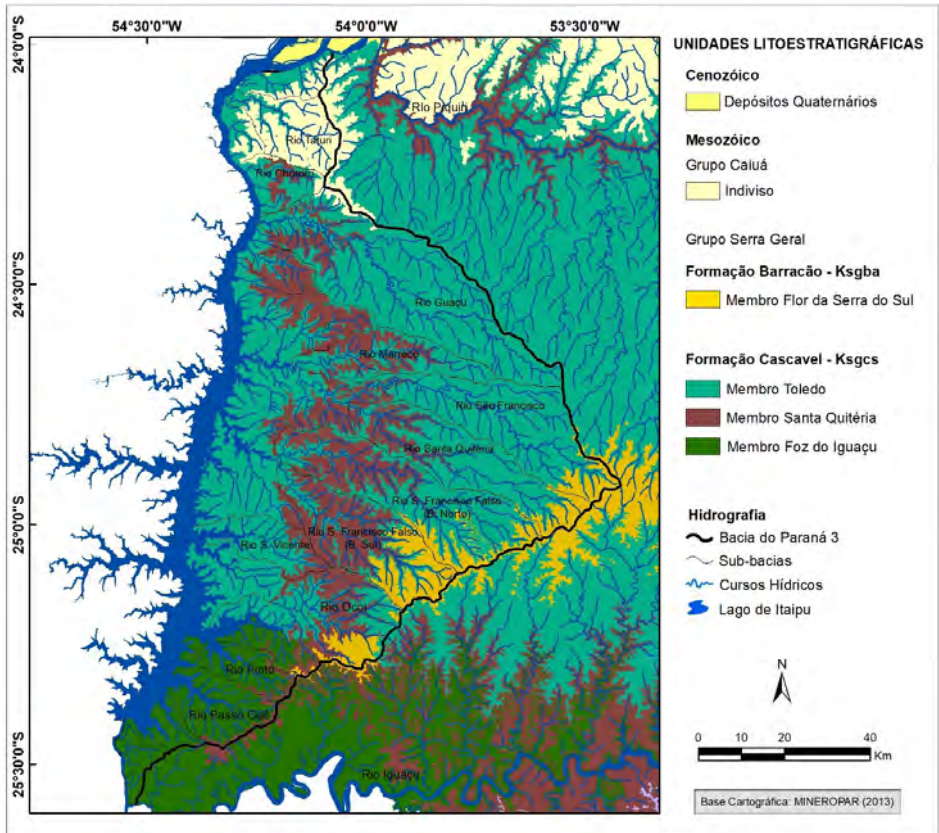 54°30'0"S
54°0'0"S
53°30'0"S
24°0'0"S
24°30'0"S
25°0'0"S
25°30'0"S
Rio Piquiri
Rio Taturi
Rio Chororó
Rio Guaçu
Rio Marreco
Rio São Francisco
Rio Santa Quitéria
Rio S. Francisco Falso
(B. Norto)
Rio S. Francisco Falso
(B. Sul)
Rio S. Vicente
Rio Ocoí
Rio Pinto
Rio Passo Cuê
Rio Iguaçu
UNIDADES LITOESTRATIGRÁFICAS
Cenozóico
Depósitos Quaternários
Mesozóico
Grupo Caiuá
Indiviso
Grupo Serra Geral
Formação Barracão - Ksgba
Membro Flor da Serra do Sul
Formação Cascavel - Ksgcs
Membro Toledo
Membro Santa Quitéria
Membro Foz do Iguaçu
Hidrografia
Bacia do Paraná 3
Sub-bacias
Cursos Hídricos
Lago de Itaipu
N
0 10 20 40
Km
Base Cartográfica: MINEROPAR (2013)